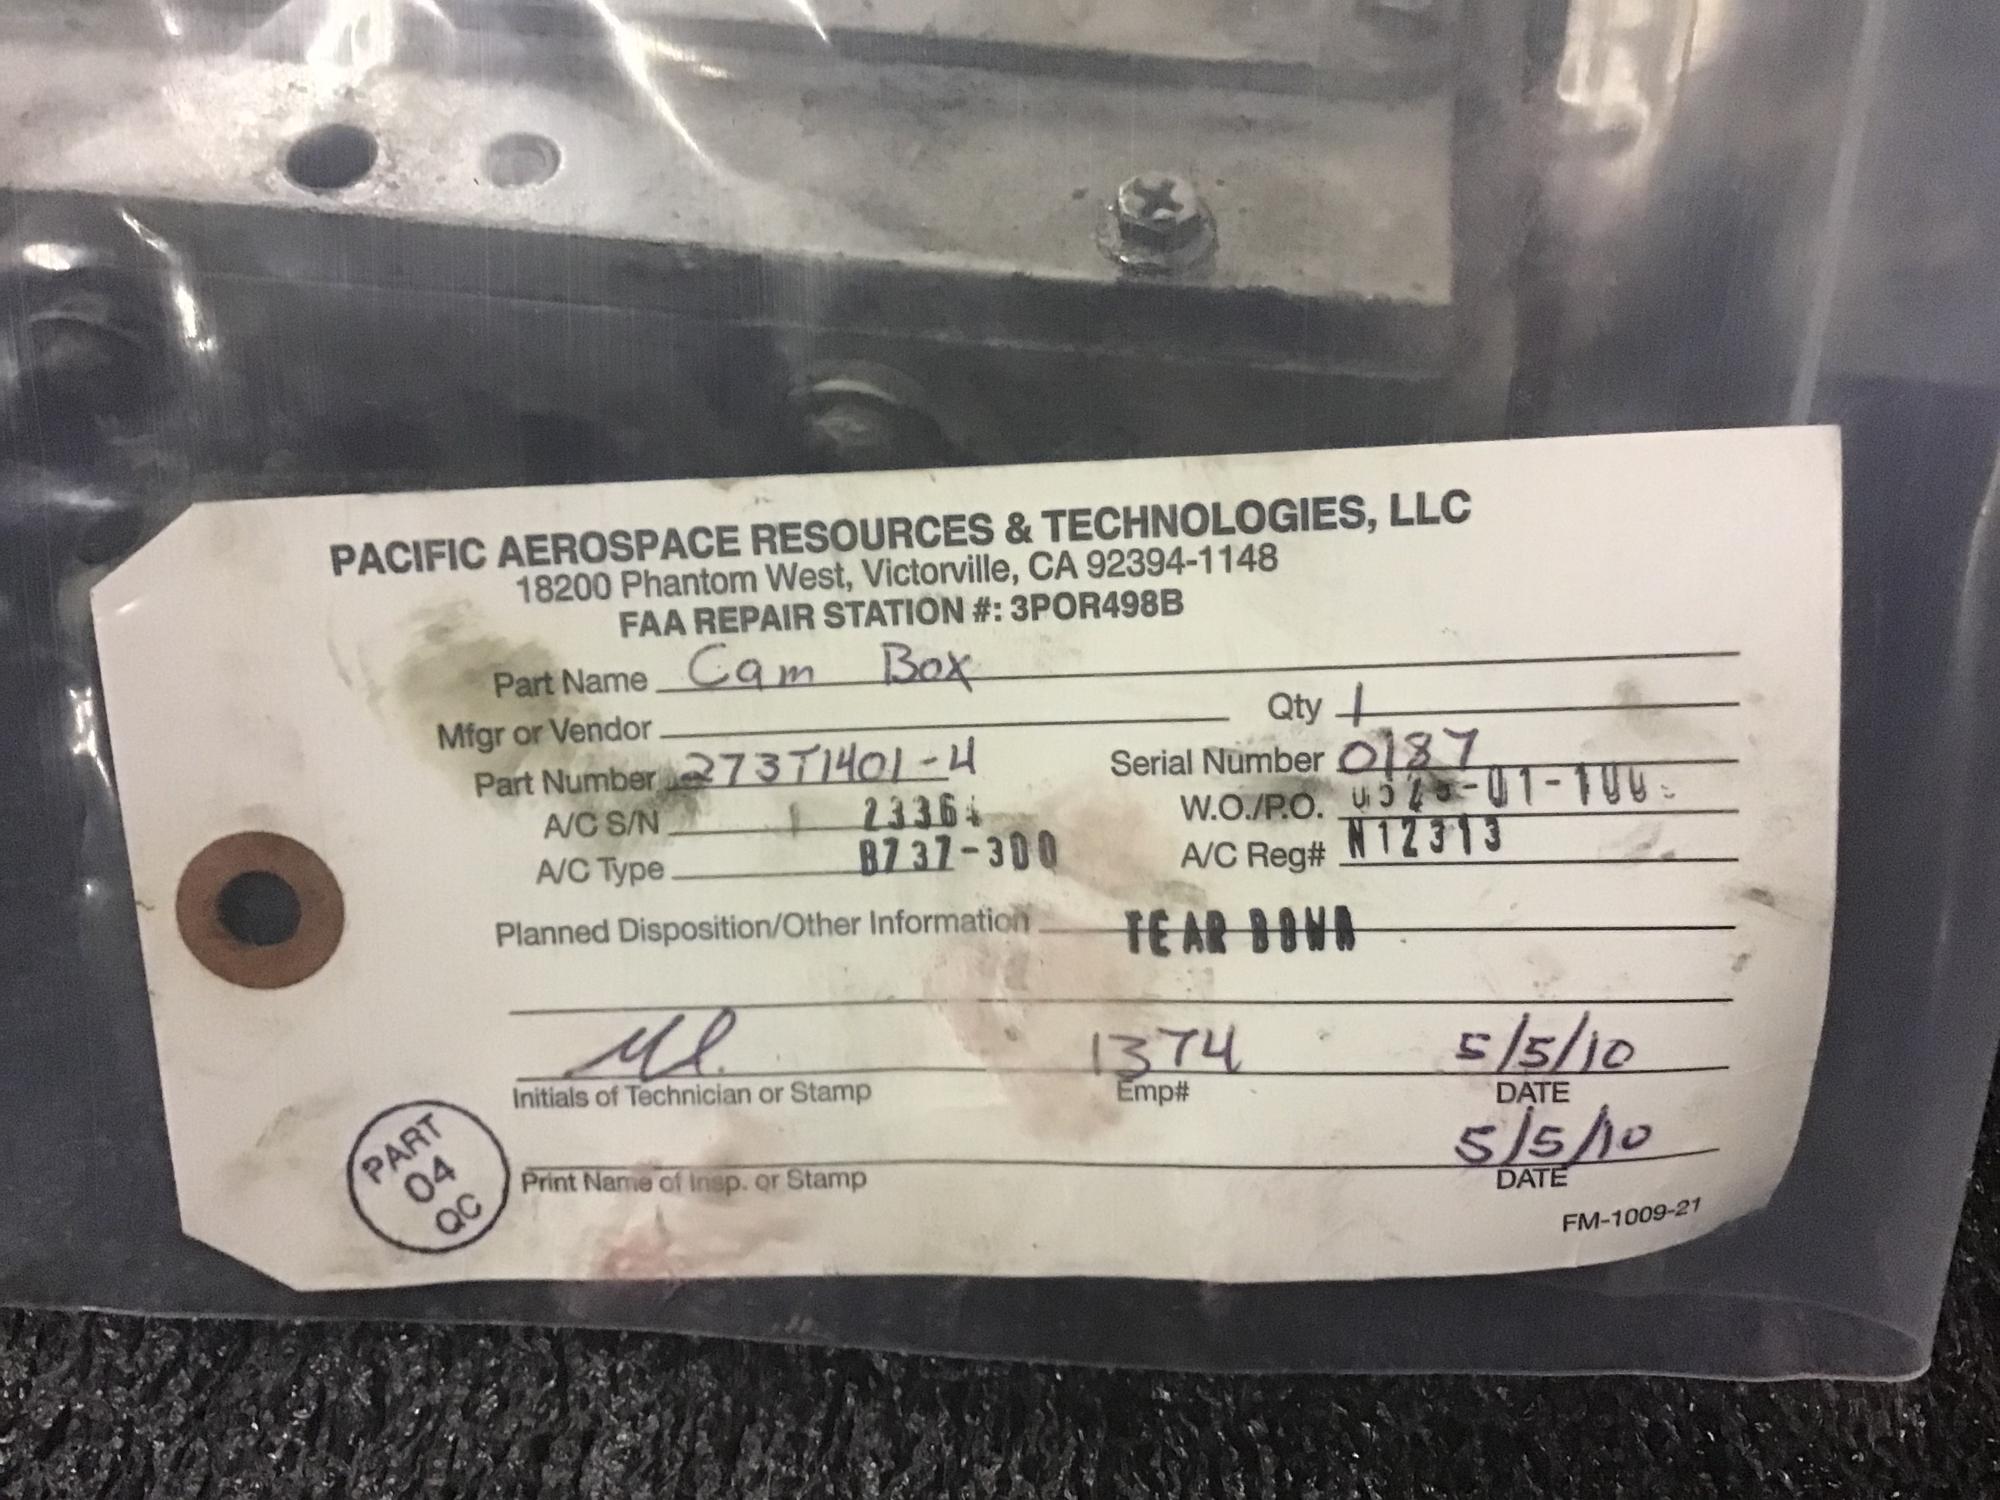 PACIFIC AEROSPACE RESOURCES & TECHNOLOGIES, LLC
18200 Phantom West, Victorville, CA 92394-1148
FAA REPAIR STATION #: 3POR498B
Part Name Cam Box
Mfgr or Vendor Qty 1
Part Number 273T1401-4 Serial Number 0187
A/C S/N W.O./P.O.
A/C Type B737-300 A/C Reg# N12313
Planned Disposition/Other Information TEAR DOWN
1374 5/5/10
Initials of Technician or Stamp Emp# DATE
5/5/10
Print Name of Insp. or Stamp DATE
PART
04
QC
FM-1009-21